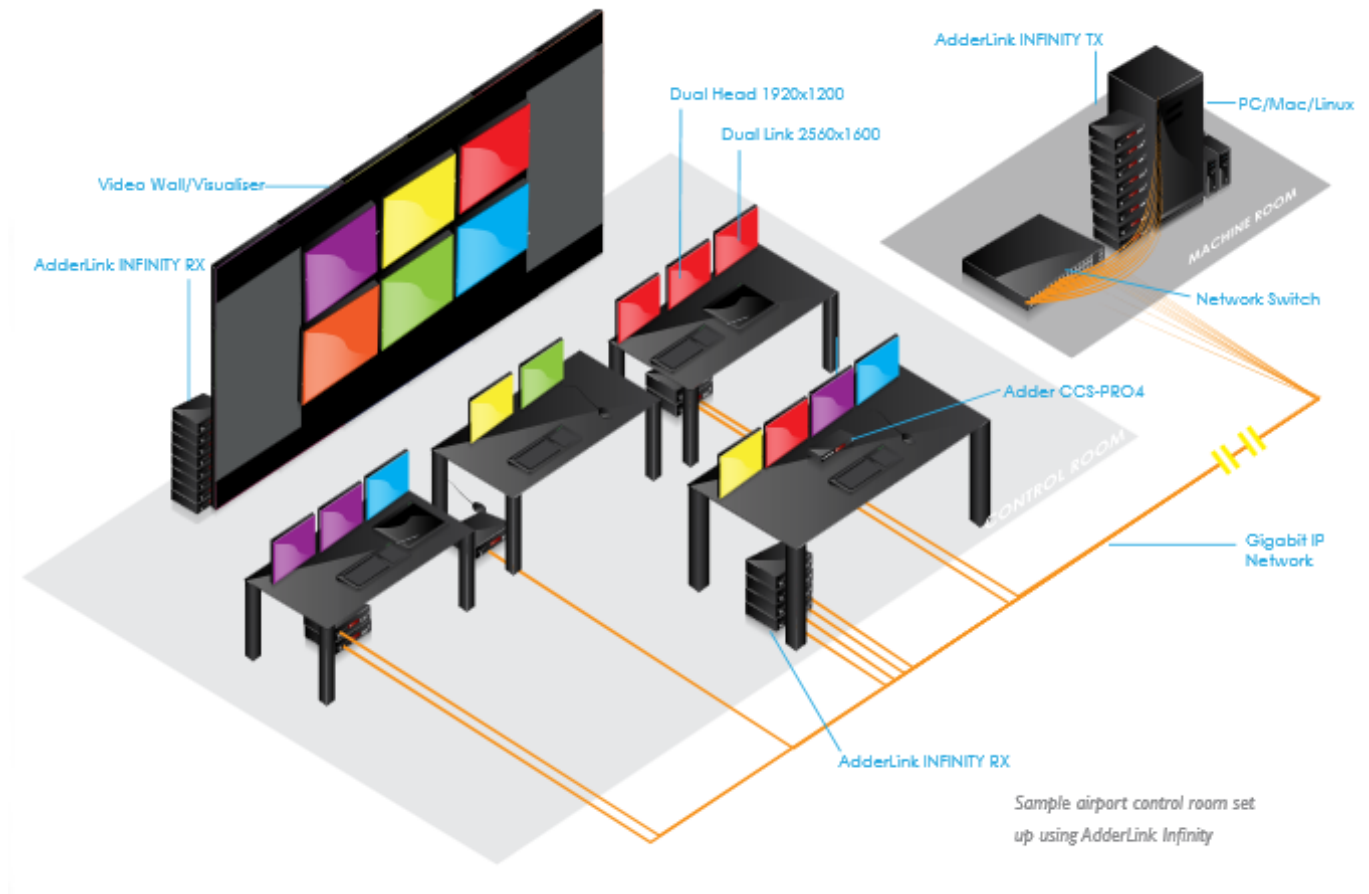 AdderLink INFINITY TX
Dual Head 1920x1200
PC/Mac/Linux
Dual Link 2560x1600
Video Wall/Visualiser
MACHINE ROOM
AdderLink INFINITY RX
Network Switch
Adder CCS-PRO4
CONTROL ROOM
Gigabit IP
Network
AdderLink INFINITY RX
Sample airport control room set
up using AdderLink Infinity